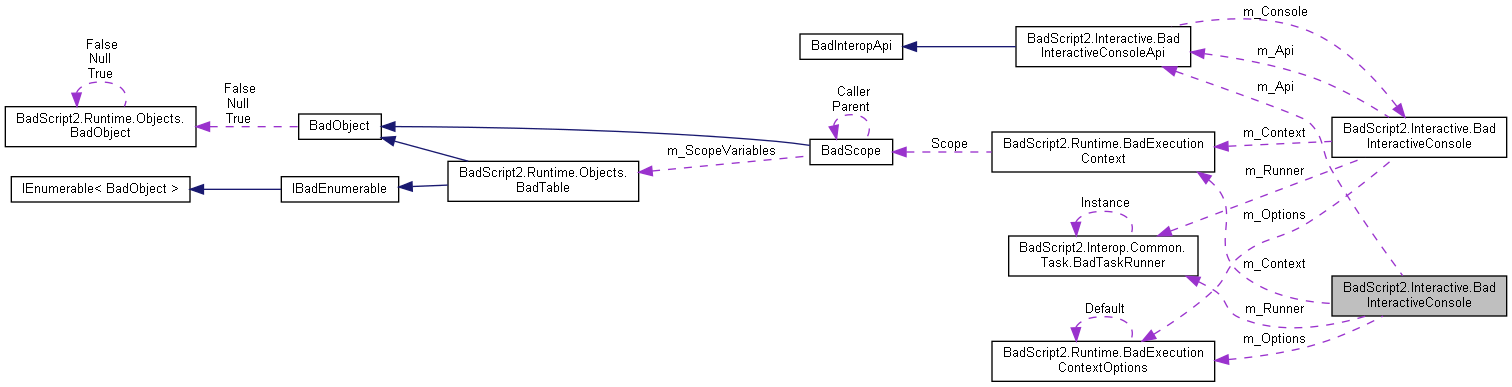 False
Null
True
BadScript2.Runtime.Objects.
BadObject
False
Null
True
BadObject
IEnumerable< BadObject >
IBadEnumerable
BadScript2.Runtime.Objects.
BadTable
m_ScopeVariables
Caller
Parent
BadScope
Scope
BadInteropApi
BadScript2.Interactive.Bad
InteractiveConsoleApi
BadScript2.Runtime.BadExecution
Context
Instance
BadScript2.Interop.Common.
Task.BadTaskRunner
Default
BadScript2.Runtime.BadExecution
ContextOptions
m_Console
m_Api
m_Api
m_Context
m_Runner
m_Options
m_Context
m_Runner
m_Options
BadScript2.Interactive.Bad
InteractiveConsole
BadScript2.Interactive.Bad
InteractiveConsole